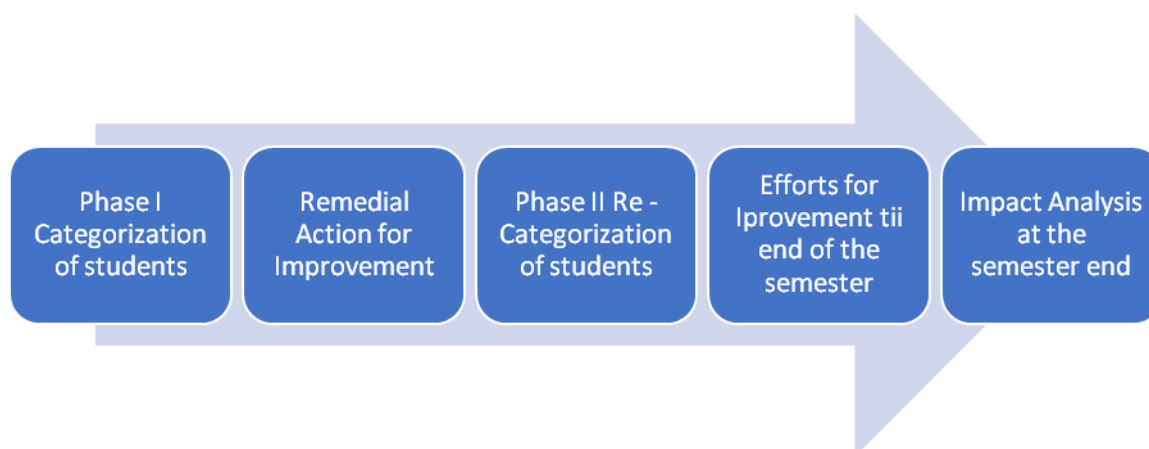 Phase I
Categorization
of students
Remedial
Action for
Improvement
Phase II Re -
Categorization
of students
Efforts for
Iprovement tii
end of the
semester
Impact Analysis
at the
semester end